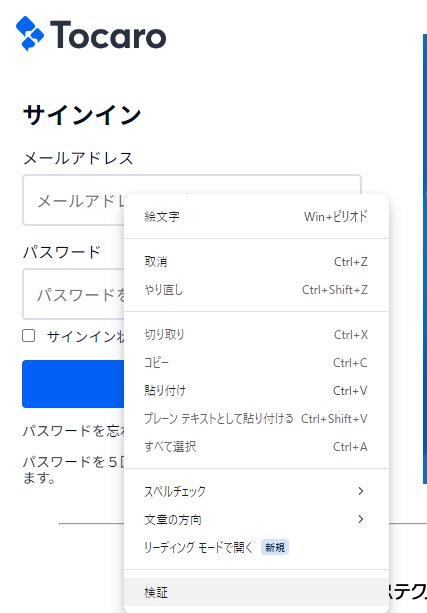 Tocaro
サインイン
メールアドレス
メールアドレ
絵文字 Win+ピリオド
パスワード
取消 Ctrl+Z
パスワードを
やり直し Ctrl+Shift+Z
サインイン状
切り取り Ctrl+X
コピー Ctrl+C
貼り付け Ctrl+V
プレーン テキストとして貼り付ける Ctrl+Shift+V
パスワードを忘れ
すべて選択 Ctrl+A
パスワードを５回
ます。
スペルチェック
文章の方向
リーディング モードで開く 新規
検証
ステク